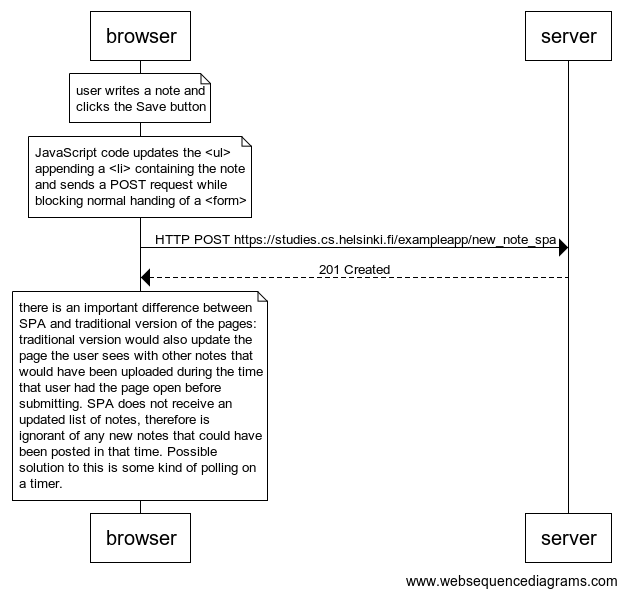 browser
server
user writes a note and
clicks the Save button
JavaScript code updates the <ul>
appending a <li> containing the note
and sends a POST request while
blocking normal handing of a <form>
HTTP POST https://studies.cs.helsinki.fi/exampleapp/new_note_spa
201 Created
there is an important difference between
SPA and traditional version of the pages:
traditional version would also update the
page the user sees with other notes that
would have been uploaded during the time
that user had the page open before
submitting. SPA does not receive an
updated list of notes, therefore is
ignorant of any new notes that could have
been posted in that time. Possible
solution to this is some kind of polling on
a timer.
browser
server
www.websequencediagrams.com